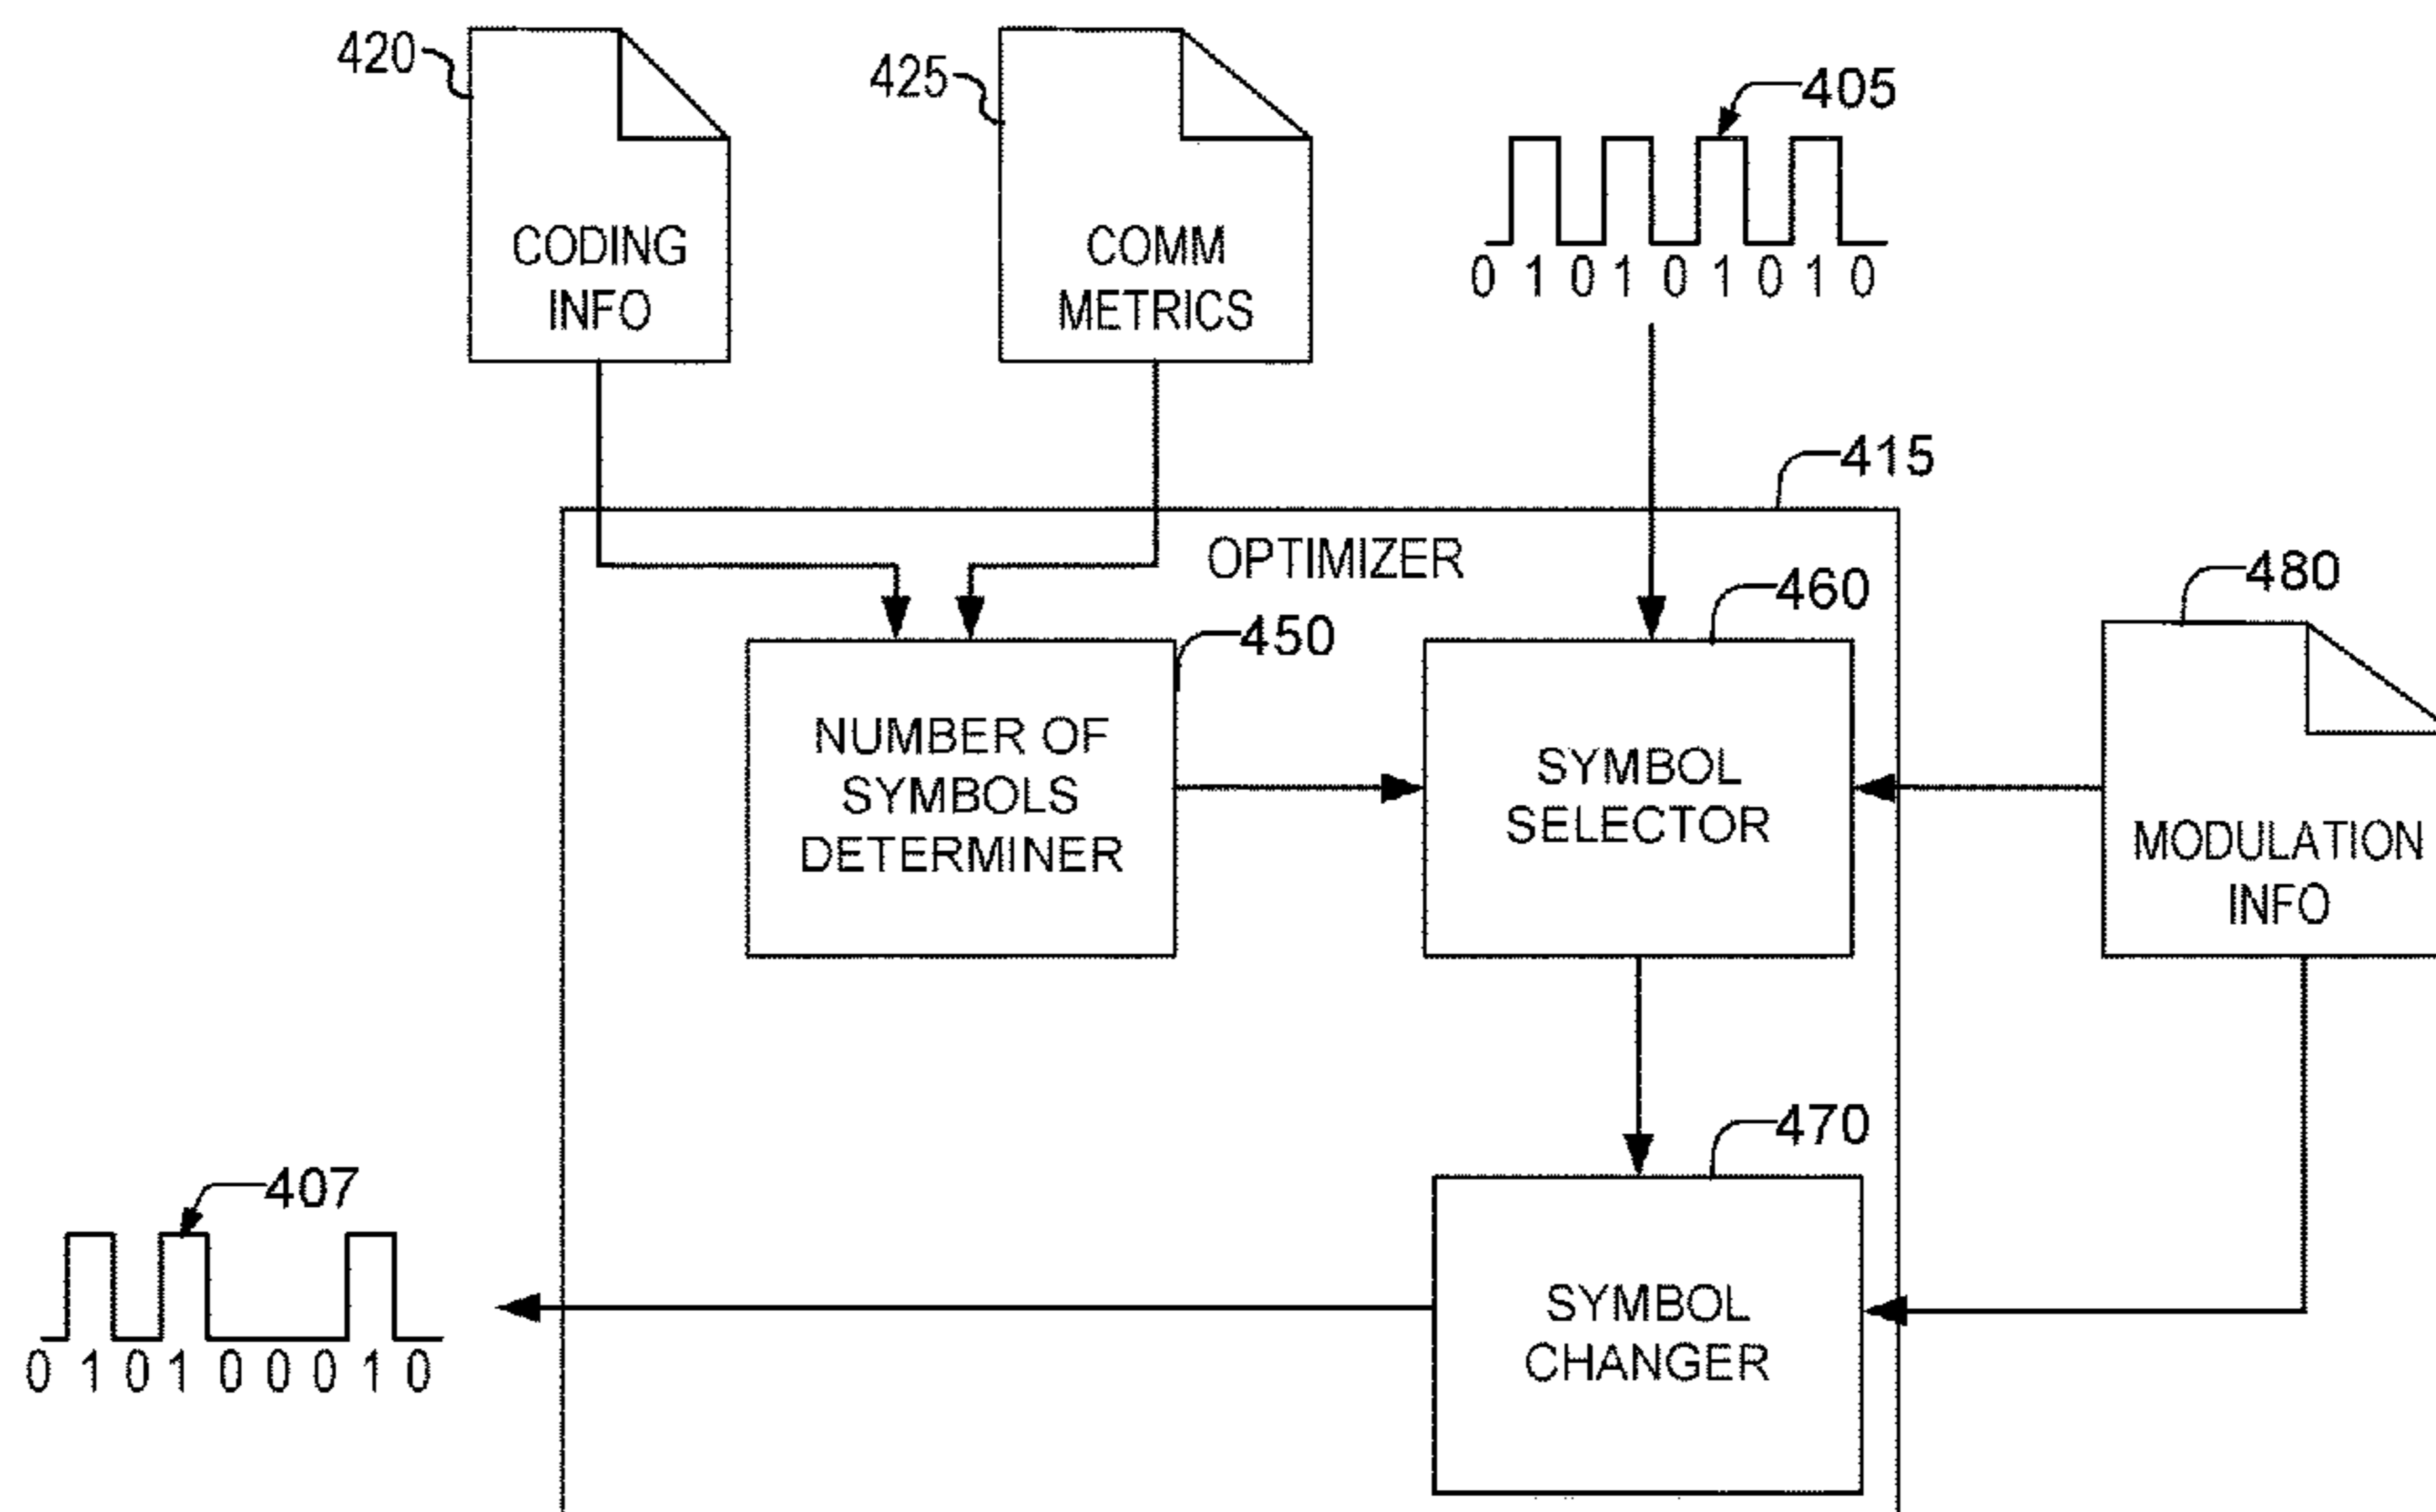 420
425
405
CODING
INFO
COMM
METRICS
0 1 0 1 0 1 0 1 0
415
OPTIMIZER
480
460
450
NUMBER OF
SYMBOLS
DETERMINER
SYMBOL
SELECTOR
MODULATION
INFO
470
407
SYMBOL
CHANGER
0 1 0 1 0 0 0 1 0